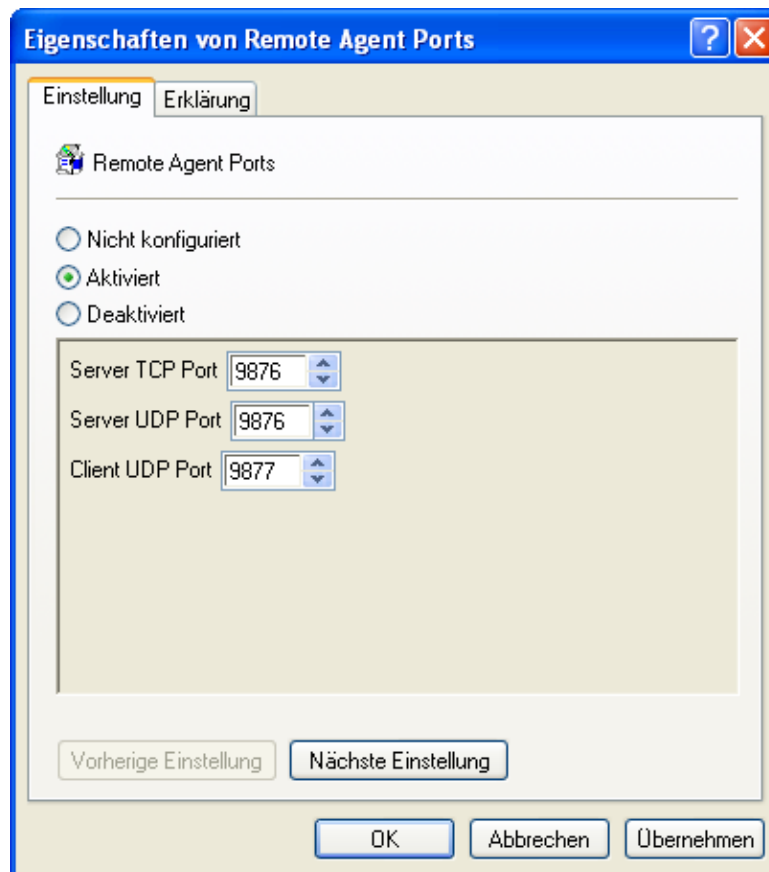 Eigenschaften von Remote Agent Ports
Einstellung Erklärung
Remote Agent Ports
Nicht konfiguriert
Aktiviert
Deaktiviert
Server TCP Port 9876
Server UDP Port 9876
Client UDP Port 9877
Vorherige Einstellung Nächste Einstellung
OK Abbrechen Übernehmen